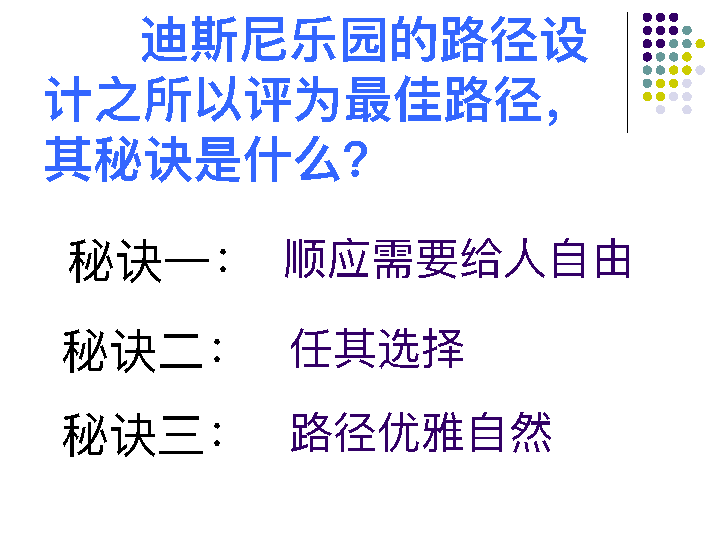 迪斯尼乐园的路径设
计之所以评为最佳路径，
其秘诀是什么？
秘诀一： 顺应需要给人自由
秘诀二： 任其选择
秘诀三： 路径优雅自然